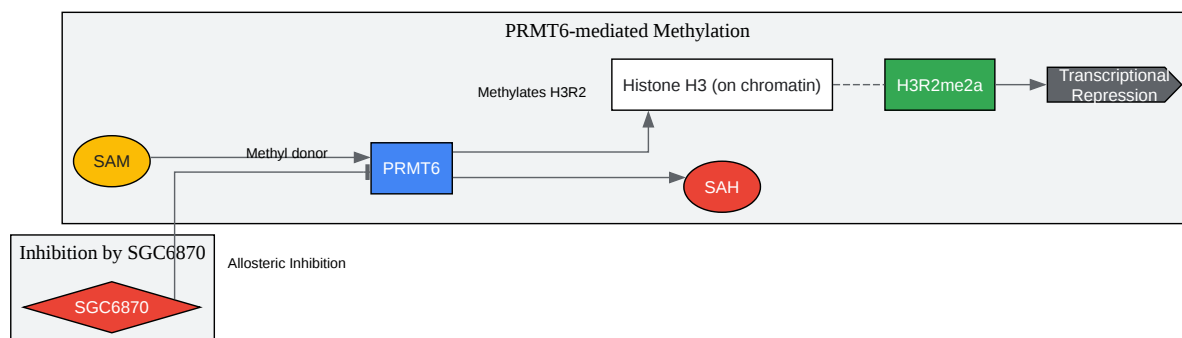 PRMT6-mediated Methylation
Methylates H3R2
Histone H3 (on chromatin)
H3R2me2a
Transcriptional
Repression
SAM
Methyl donor
PRMT6
SAH
Inhibition by SGC6870
Allosteric Inhibition
SGC6870